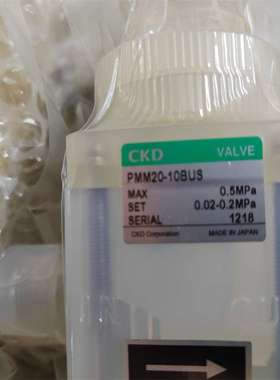 CKD VALVE
PMM20-10BUS
MAX 0.5MPa
SET 0.02-0.2MPa
SERIAL 1218
CKD Corporation MADE IN JAPAN